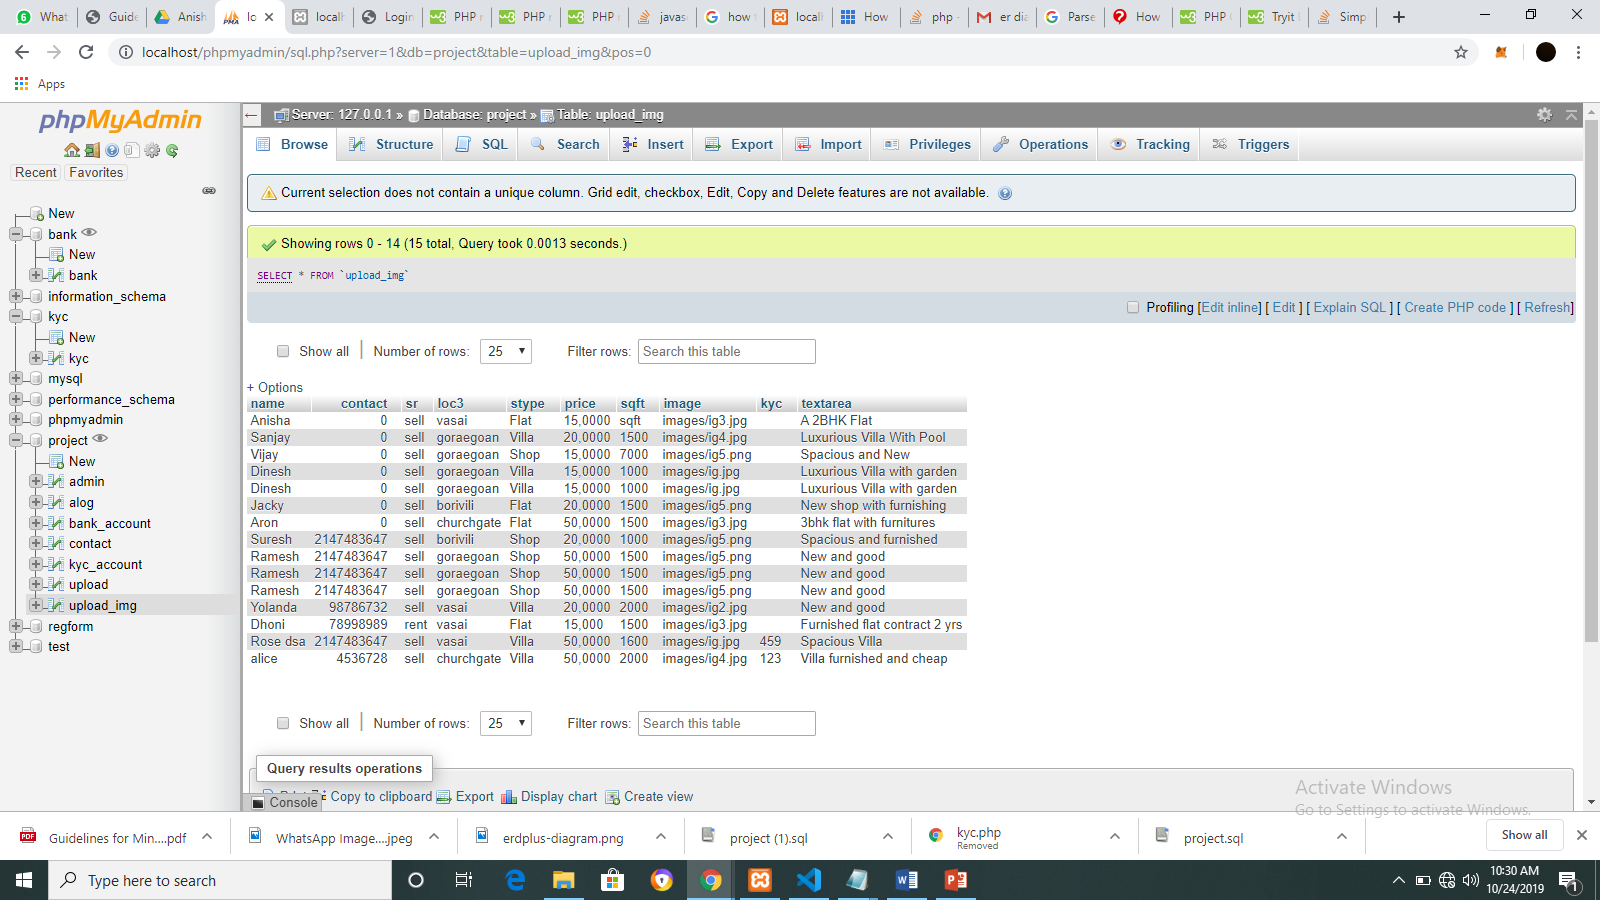 What
Guide
Anish
lo
localh
Login
PHP r
PHP r
PHP r
javas
how t
locall
How
php -
er dia
Parse
How
PHP (
Tryit
Simp
localhost/phpmyadmin/sql.php?server=1&db=project&table=upload_img&pos=0
Apps
phpMyAdmin
Recent Favorites
New
bank
New
bank
information_schema
kyc
New
kyc
mysql
performance_schema
phpmyadmin
project
New
admin
alog
bank_account
contact
kyc_account
upload
upload_img
regform
test
Server: 127.0.0.1 » Database: project » Table: upload_img
Browse Structure SQL Search Insert Export Import Privileges Operations Tracking Triggers
Current selection does not contain a unique column. Grid edit, checkbox, Edit, Copy and Delete features are not available.
Showing rows 0 - 14 (15 total, Query took 0.0013 seconds.)
SELECT * FROM `upload_img`
Profiling [Edit inline] [ Edit ] [ Explain SQL ] [ Create PHP code ] [ Refresh]
Show all | Number of rows: 25 Filter rows: Search this table
+ Options
name contact sr loc3 stype price sqft image kyc textarea
Anisha 0 sell vasai Flat 15,0000 sqft images/ig3.jpg A 2BHK Flat
Sanjay 0 sell goraegoan Villa 20,0000 1500 images/ig4.jpg Luxurious Villa With Pool
Vijay 0 sell goraegoan Shop 15,0000 7000 images/ig5.png Spacious and New
Dinesh 0 sell goraegoan Villa 15,0000 1000 images/ig.jpg Luxurious Villa with garden
Dinesh 0 sell goraegoan Villa 15,0000 1000 images/ig.jpg Luxurious Villa with garden
Jacky 0 sell borivili Flat 20,0000 1500 images/ig5.png New shop with furnishing
Aron 0 sell churchgate Flat 50,0000 1500 images/ig3.jpg 3bhk flat with furnitures
Suresh 2147483647 sell borivili Shop 20,0000 1000 images/ig5.png Spacious and furnished
Ramesh 2147483647 sell goraegoan Shop 50,0000 1500 images/ig5.png New and good
Ramesh 2147483647 sell goraegoan Shop 50,0000 1500 images/ig5.png New and good
Ramesh 2147483647 sell goraegoan Shop 50,0000 1500 images/ig5.png New and good
Yolanda 98786732 sell vasai Villa 20,0000 2000 images/ig2.jpg New and good
Dhoni 78998989 rent vasai Flat 15,000 1500 images/ig3.jpg Furnished flat contract 2 yrs
Rose dsa 2147483647 sell vasai Villa 50,0000 1600 images/ig.jpg 459 Spacious Villa
alice 4536728 sell churchgate Villa 50,0000 2000 images/ig4.jpg 123 Villa furnished and cheap
Show all | Number of rows: 25 Filter rows: Search this table
Query results operations
Copy to clipboard Export Display chart Create view
Console
Activate Windows
Go to Settings to activate Windows.
Guidelines for Min....pdf
WhatsApp Image....jpeg
erdplus-diagram.png
project (1).sql
kyc.php
Removed
project.sql
Show all
Type here to search
10:30 AM
10/24/2019
1